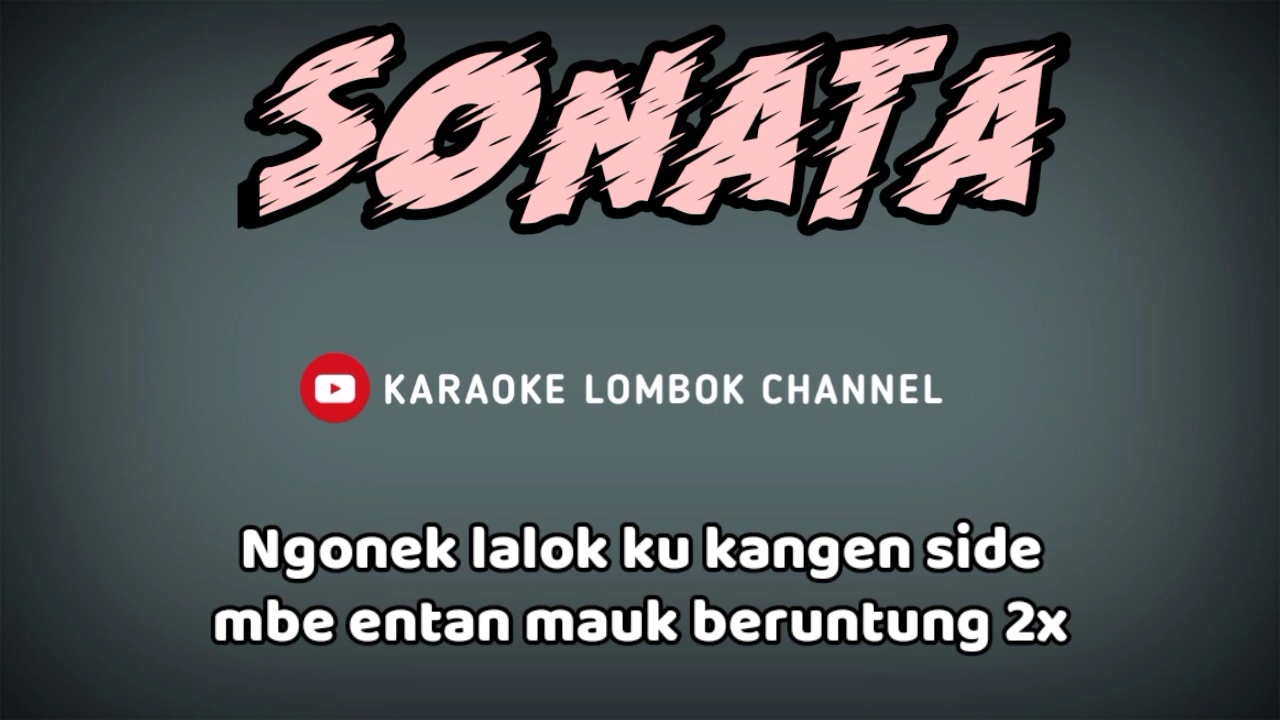 SONATA
KARAOKE LOMBOK CHANNEL
Ngonek lalok ku kangen side
mbe entan mauk beruntung 2x